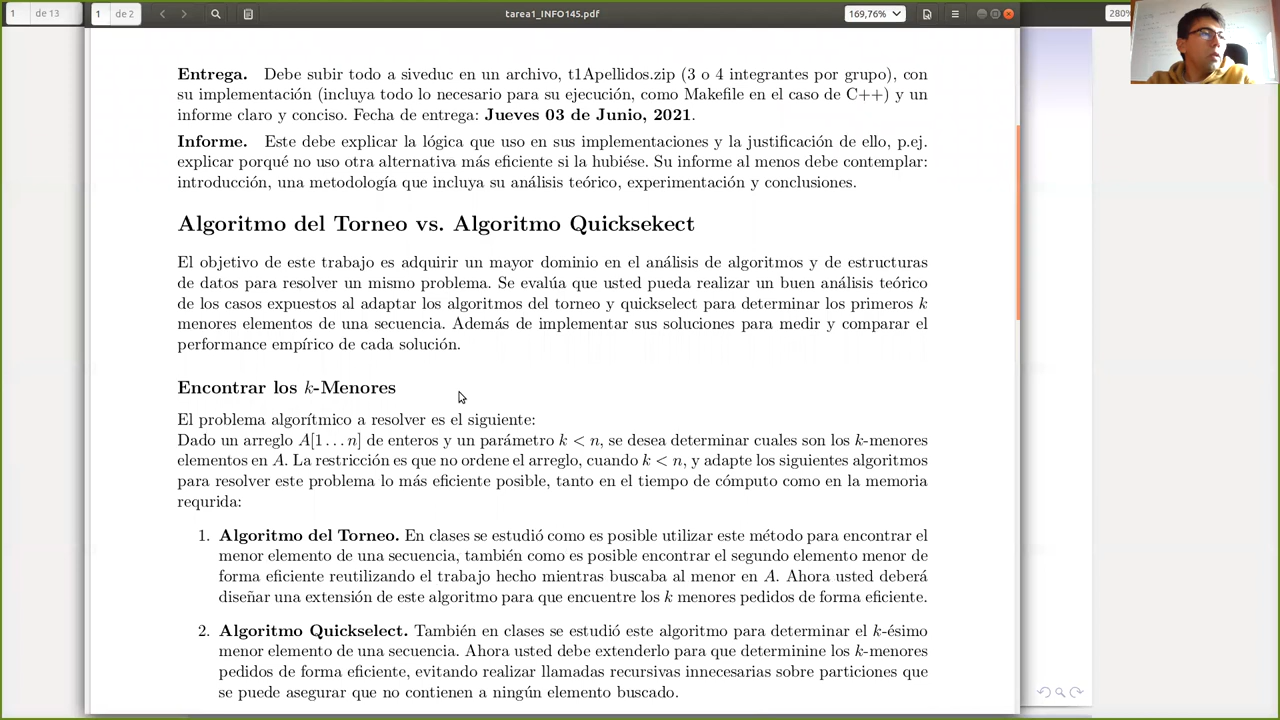 1 de 13
1 de 2
tarea1_INFO145.pdf
169,76%
280%
Entrega. Debe subir todo a siveduc en un archivo, t1Apellidos.zip (3 o 4 integrantes por grupo), con
su implementación (incluya todo lo necesario para su ejecución, como Makefile en el caso de C++) y un
informe claro y conciso. Fecha de entrega: Jueves 03 de Junio, 2021.
Informe. Este debe explicar la lógica que uso en sus implementaciones y la justificación de ello, p.ej.
explicar porqué no uso otra alternativa más eficiente si la hubiése. Su informe al menos debe contemplar:
introducción, una metodología que incluya su análisis teórico, experimentación y conclusiones.
Algoritmo del Torneo vs. Algoritmo Quicksekect
El objetivo de este trabajo es adquirir un mayor dominio en el análisis de algoritmos y de estructuras
de datos para resolver un mismo problema. Se evalúa que usted pueda realizar un buen análisis teórico
de los casos expuestos al adaptar los algoritmos del torneo y quickselect para determinar los primeros k
menores elementos de una secuencia. Además de implementar sus soluciones para medir y comparar el
performance empírico de cada solución.
Encontrar los k-Menores
El problema algorítmico a resolver es el siguiente:
Dado un arreglo A[1...n] de enteros y un parámetro k < n, se desea determinar cuales son los k-menores
elementos en A. La restricción es que no ordene el arreglo, cuando k < n, y adapte los siguientes algoritmos
para resolver este problema lo más eficiente posible, tanto en el tiempo de cómputo como en la memoria
requrida:
1. Algoritmo del Torneo. En clases se estudió como es posible utilizar este método para encontrar el
menor elemento de una secuencia, también como es posible encontrar el segundo elemento menor de
forma eficiente reutilizando el trabajo hecho mientras buscaba al menor en A. Ahora usted deberá
diseñar una extensión de este algoritmo para que encuentre los k menores pedidos de forma eficiente.
2. Algoritmo Quickselect. También en clases se estudió este algoritmo para determinar el k-ésimo
menor elemento de una secuencia. Ahora usted debe extenderlo para que determinine los k-menores
pedidos de forma eficiente, evitando realizar llamadas recursivas innecesarias sobre particiones que
se puede asegurar que no contienen a ningún elemento buscado.